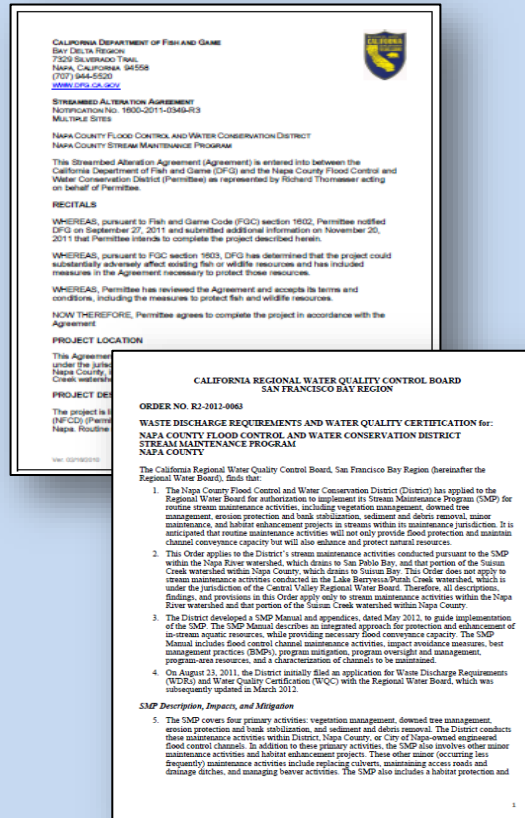 CALIFORNIA DEPARTMENT OF FISH AND GAME
BAY DELTA REGION
7329 SILVERADO TRAIL
NAPA, CALIFORNIA 94558
(707) 944-5520
WWW.DFG.CA.GOV
CALIFORNIA
STREAMBED ALTERATION AGREEMENT
NOTIFICATION NO. 1600-2011-0349-R3
MULTIPLE SITES
NAPA COUNTY FLOOD CONTROL AND WATER CONSERVATION DISTRICT
NAPA COUNTY STREAM MAINTENANCE PROGRAM
This Streambed Alteration Agreement (Agreement) is entered into between the
California Department of Fish and Game (DFG) and the Napa County Flood Control and
Water Conservation District (Permittee) as represented by Richard Thomasser acting
on behalf of Permittee.
RECITALS
WHEREAS, pursuant to Fish and Game Code (FGC) section 1602, Permittee notified
DFG on September 27, 2011 and submitted additional information on November 20,
2011 that Permittee intends to complete the project described herein.
WHEREAS, pursuant to FGC section 1603, DFG has determined that the project could
substantially adversely affect existing fish or wildlife resources and has included
measures in the Agreement necessary to protect those resources.
WHEREAS, Permittee has reviewed the Agreement and accepts its terms and
conditions, including the measures to protect fish and wildlife resources.
NOW THEREFORE, Permittee agrees to complete the project in accordance with the
Agreement
PROJECT LOCATION
This Agreemen
under the juris
Napa County, i
Creek watersh
PROJECT DE
The project is l
(NFCD) (Permi
Napa. Routine
Ver. 02/16/2010
CALIFORNIA REGIONAL WATER QUALITY CONTROL BOARD
SAN FRANCISCO BAY REGION
ORDER NO. R2-2012-0063
WASTE DISCHARGE REQUIREMENTS AND WATER QUALITY CERTIFICATION for:
NAPA COUNTY FLOOD CONTROL AND WATER CONSERVATION DISTRICT
STREAM MAINTENANCE PROGRAM
NAPA COUNTY
The California Regional Water Quality Control Board, San Francisco Bay Region (hereinafter the
Regional Water Board), finds that:
1. The Napa County Flood Control and Water Conservation District (District) has applied to the
Regional Water Board for authorization to implement its Stream Maintenance Program (SMP) for
routine stream maintenance activities, including vegetation management, downed tree
management, erosion protection and bank stabilization, sediment and debris removal, minor
maintenance, and habitat enhancement projects in streams within its maintenance jurisdiction. It is
anticipated that routine maintenance activities will not only provide flood protection and maintain
channel conveyance capacity but will also enhance and protect natural resources.
2. This Order applies to the District's stream maintenance activities conducted pursuant to the SMP
within the Napa River watershed, which drains to San Pablo Bay, and that portion of the Suisun
Creek watershed within Napa County, which drains to Suisun Bay. This Order does not apply to
stream maintenance activities conducted in the Lake Berryessa/Putah Creek watershed, which is
under the jurisdiction of the Central Valley Regional Water Board. Therefore, all descriptions,
findings, and provisions in this Order apply only to stream maintenance activities within the Napa
River watershed and that portion of the Suisun Creek watershed within Napa County.
3. The District developed a SMP Manual and appendices, dated May 2012, to guide implementation
of the SMP. The SMP Manual describes an integrated approach for protection and enhancement of
in-stream aquatic resources, while providing necessary flood conveyance capacity. The SMP
Manual includes flood control channel maintenance activities, impact avoidance measures, best
management practices (BMPs), program mitigation, program oversight and management,
program-area resources, and a characterization of channels to be maintained.
4. On August 23, 2011, the District initially filed an application for Waste Discharge Requirements
(WDRs) and Water Quality Certification (WQC) with the Regional Water Board, which was
subsequently updated in March 2012.
SMP Description, Impacts, and Mitigation
5. The SMP covers four primary activities: vegetation management, downed tree management,
erosion protection and bank stabilization, and sediment and debris removal. The District conducts
these maintenance activities within District, Napa County, or City of Napa-owned engineered
flood control channels. In addition to these primary activities, the SMP also involves other minor
maintenance activities and habitat enhancement projects. These other minor (occurring less
frequently) maintenance activities include replacing culverts, maintaining access roads and
drainage ditches, and managing beaver activities. The SMP also includes a habitat protection and
1